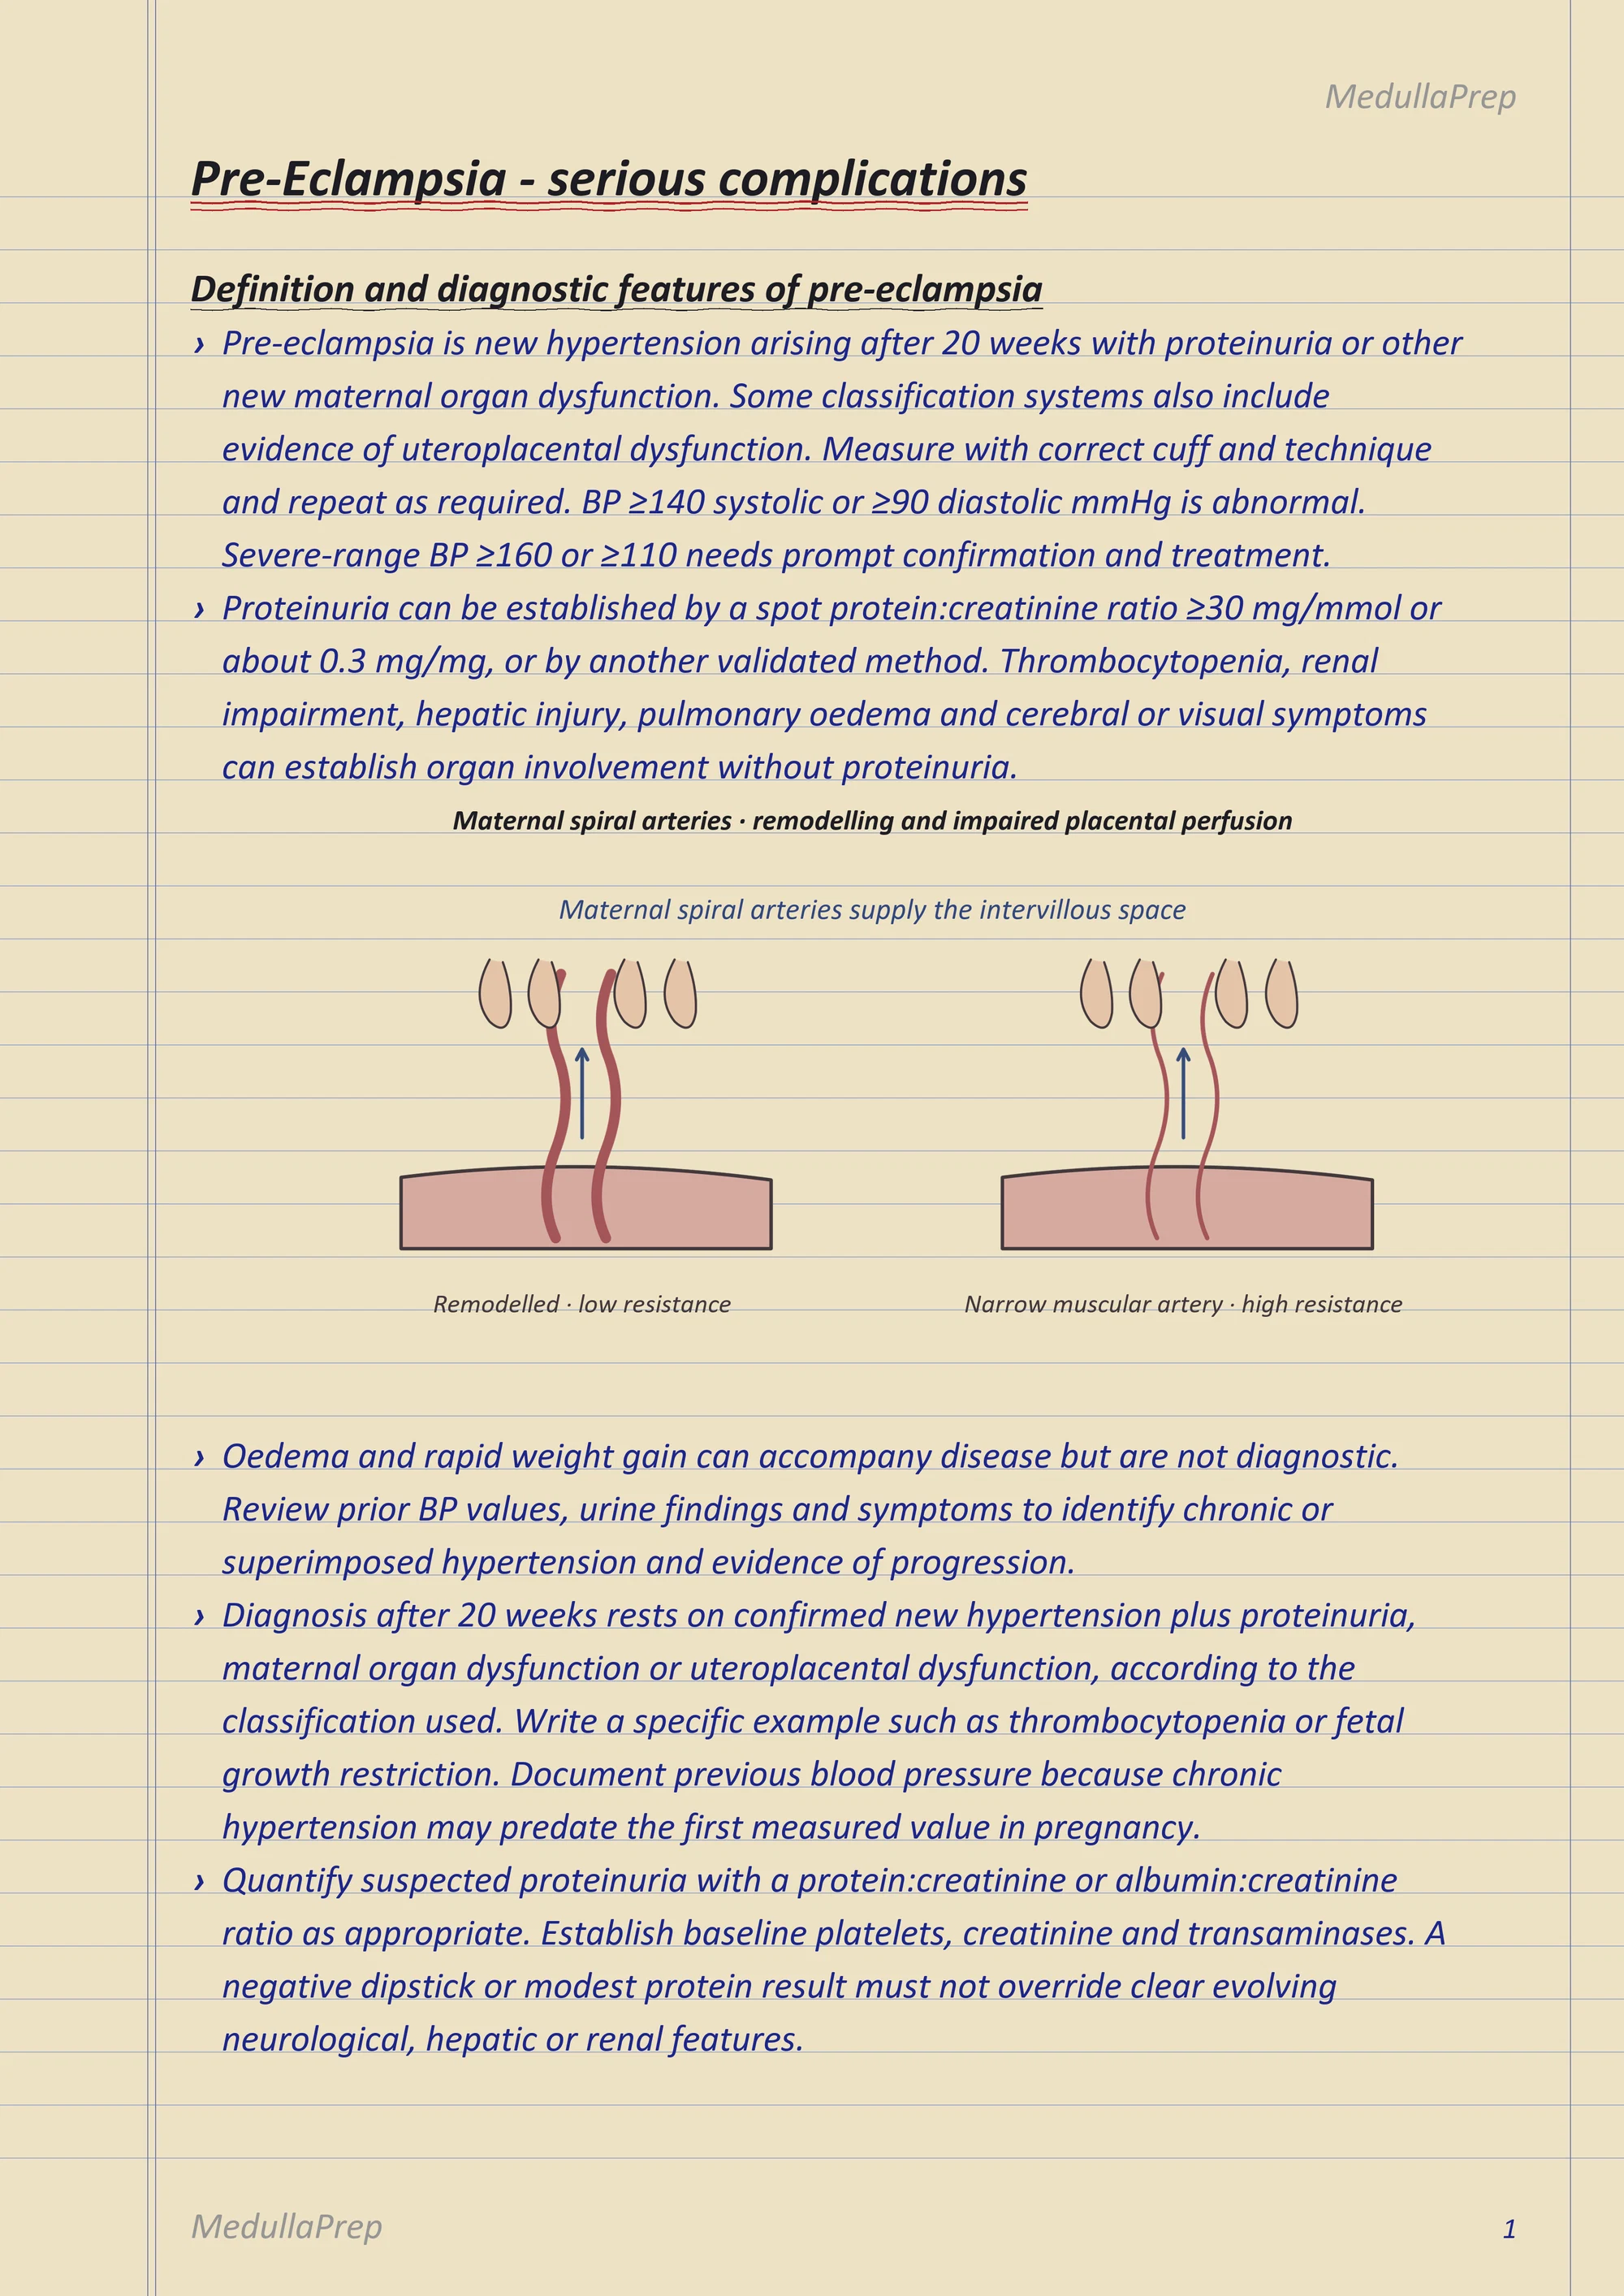 MedullaPrep
Pre-Eclampsia - serious complications
Definition and diagnostic features of pre-eclampsia
› Pre-eclampsia is new hypertension arising after 20 weeks with proteinuria or other
new maternal organ dysfunction. Some classification systems also include
evidence of uteroplacental dysfunction. Measure with correct cuff and technique
and repeat as required. BP ≥140 systolic or ≥90 diastolic mmHg is abnormal.
Severe-range BP ≥160 or ≥110 needs prompt confirmation and treatment.
› Proteinuria can be established by a spot protein:creatinine ratio ≥30 mg/mmol or
about 0.3 mg/mg, or by another validated method. Thrombocytopenia, renal
impairment, hepatic injury, pulmonary oedema and cerebral or visual symptoms
can establish organ involvement without proteinuria.
Maternal spiral arteries · remodelling and impaired placental perfusion
Maternal spiral arteries supply the intervillous space
Remodelled · low resistance
Narrow muscular artery · high resistance
› Oedema and rapid weight gain can accompany disease but are not diagnostic.
Review prior BP values, urine findings and symptoms to identify chronic or
superimposed hypertension and evidence of progression.
› Diagnosis after 20 weeks rests on confirmed new hypertension plus proteinuria,
maternal organ dysfunction or uteroplacental dysfunction, according to the
classification used. Write a specific example such as thrombocytopenia or fetal
growth restriction. Document previous blood pressure because chronic
hypertension may predate the first measured value in pregnancy.
› Quantify suspected proteinuria with a protein:creatinine or albumin:creatinine
ratio as appropriate. Establish baseline platelets, creatinine and transaminases. A
negative dipstick or modest protein result must not override clear evolving
neurological, hepatic or renal features.
MedullaPrep
1